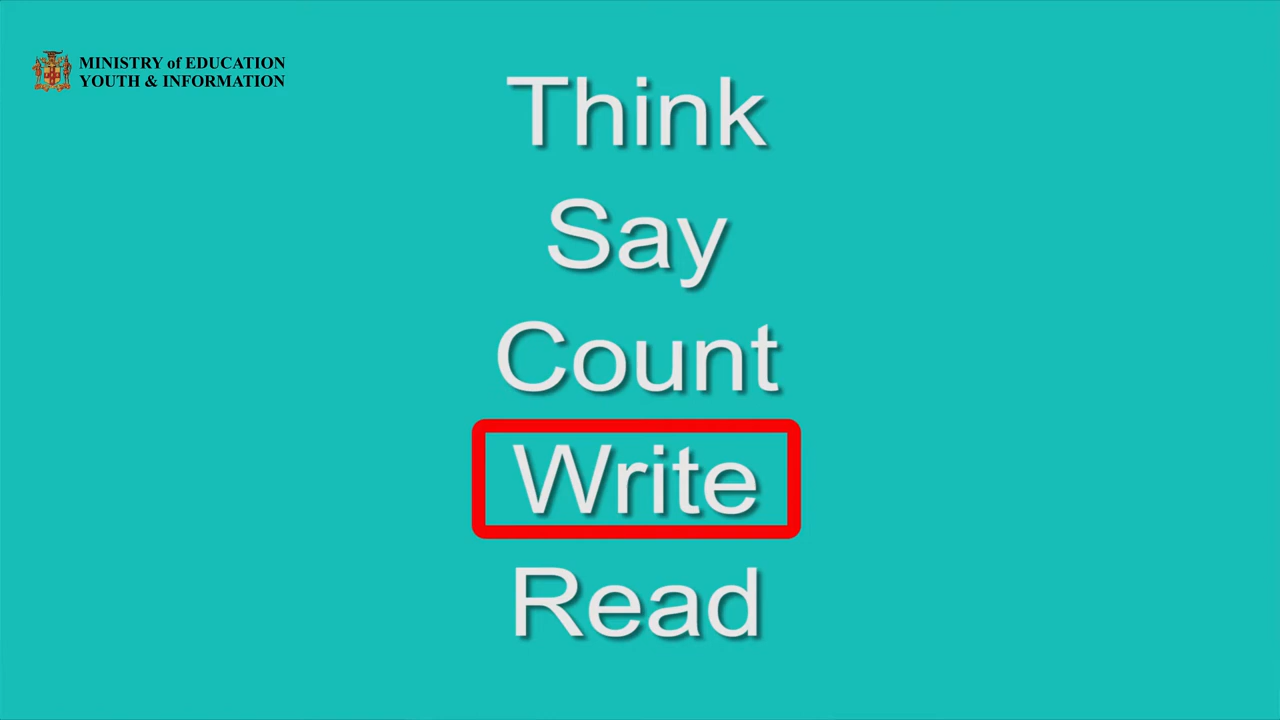 MINISTRY of EDUCATION
YOUTH & INFORMATION
Think
Say
Count
Write
Read